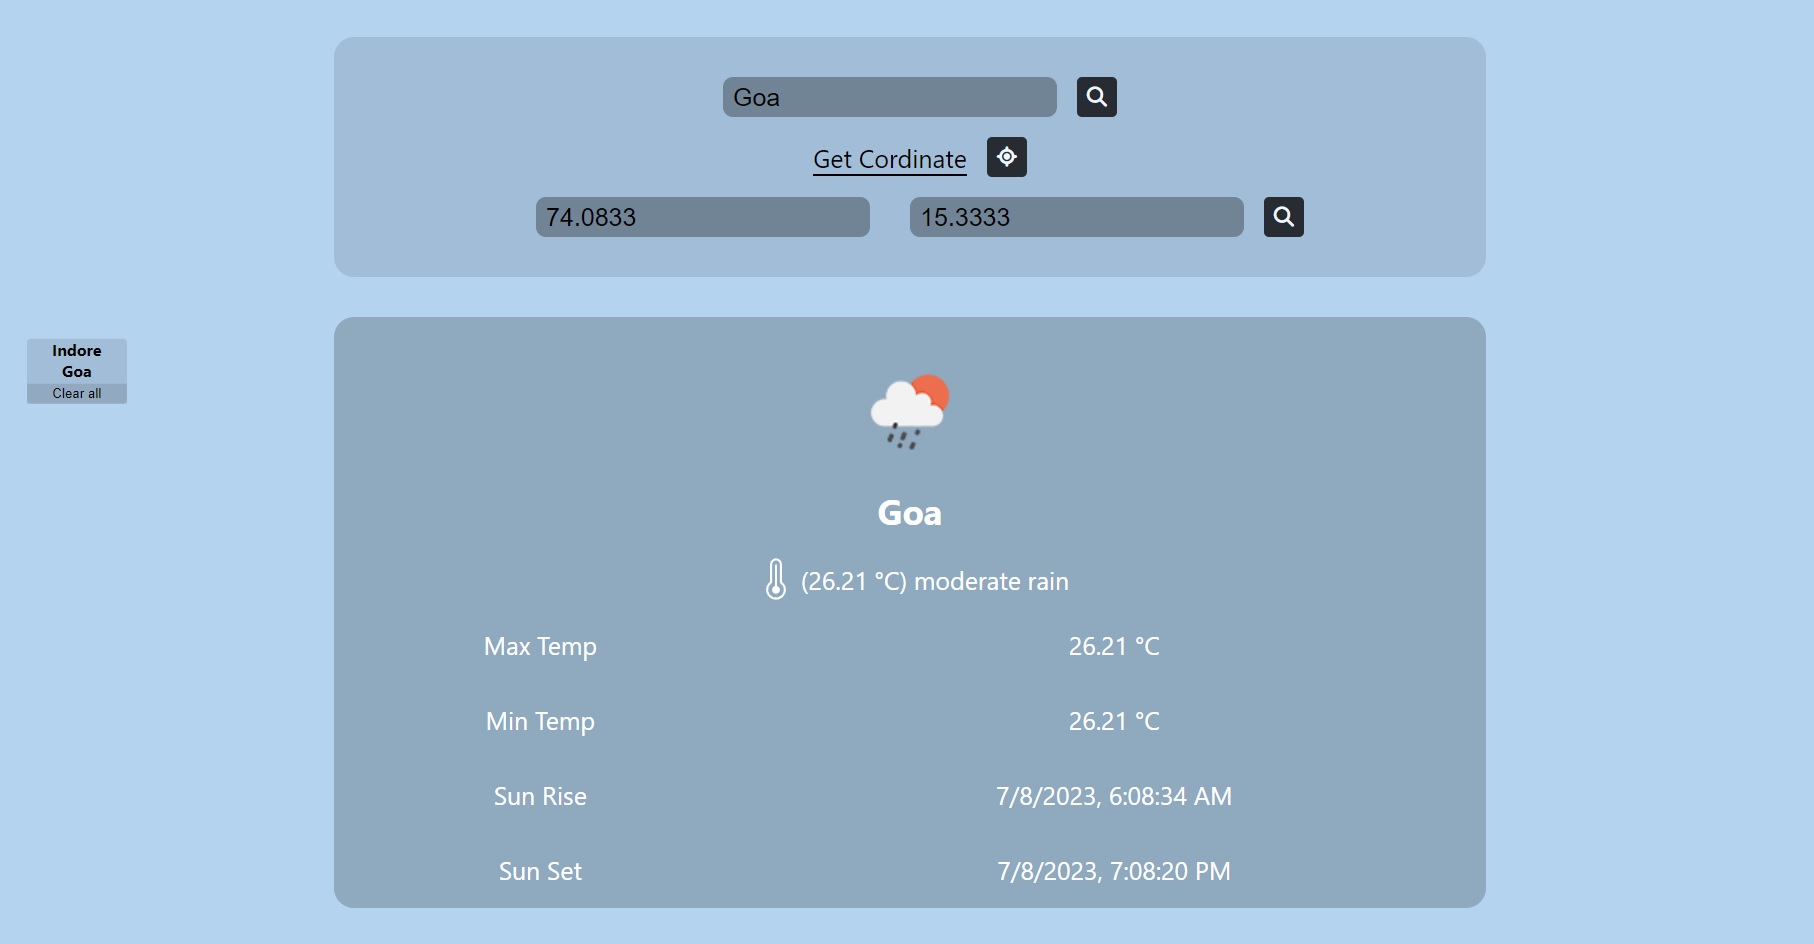 Goa
Get Cordinate
74.0833 15.3333
Indore
Goa
Clear all
Goa
(26.21 °C) moderate rain
Max Temp 26.21 °C
Min Temp 26.21 °C
Sun Rise 7/8/2023, 6:08:34 AM
Sun Set 7/8/2023, 7:08:20 PM